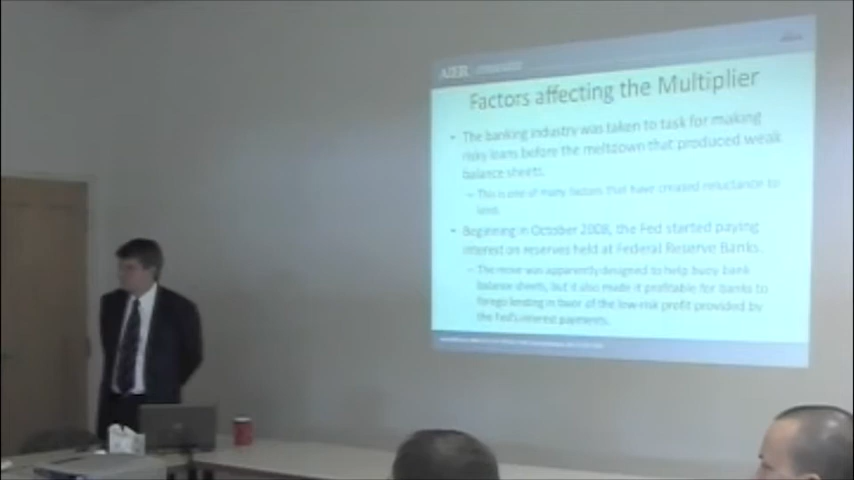 AIER
Factors affecting the Multiplier
• The banking industry was taken to task for making
risky loans before the meltdown that produced weak
balance sheets.
– This is one of many factors that have creased reluctance to
lend.
• Beginning in October 2008, the Fed started paying
interest on reserves held at Federal Reserve Banks.
– The move was apparently designed to help buoy bank
balance sheets, but it also made it profitable for banks to
forego lending in favor of the low-risk profit provided by
the Fed's interest payments.